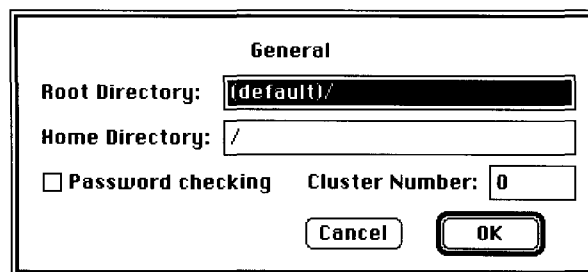 General
Root Directory: (default)/
Home Directory: /
Password checking Cluster Number: 0
Cancel OK